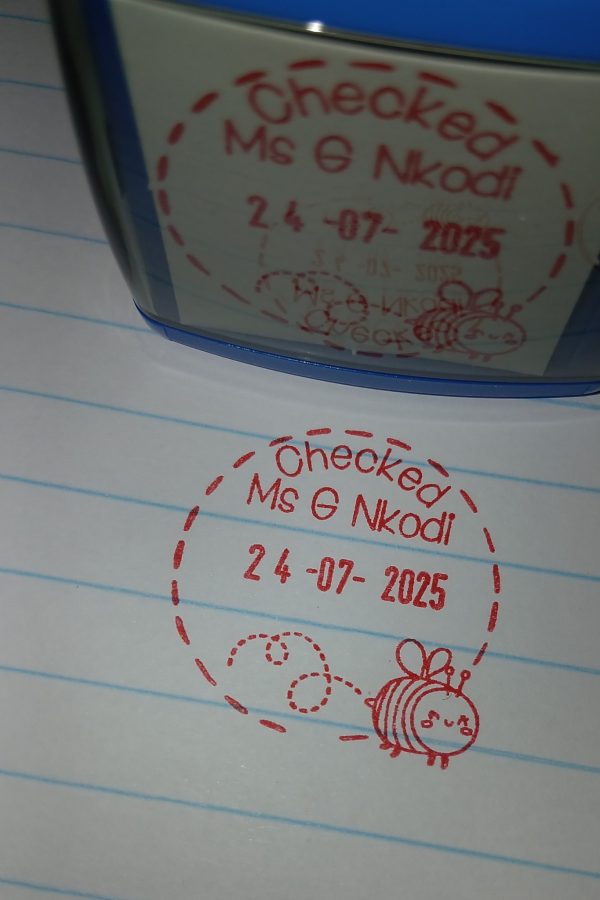 Checked
Ms G Nkodi
24 -07- 2025
Checked
Ms G Nkodi
24 -07- 2025